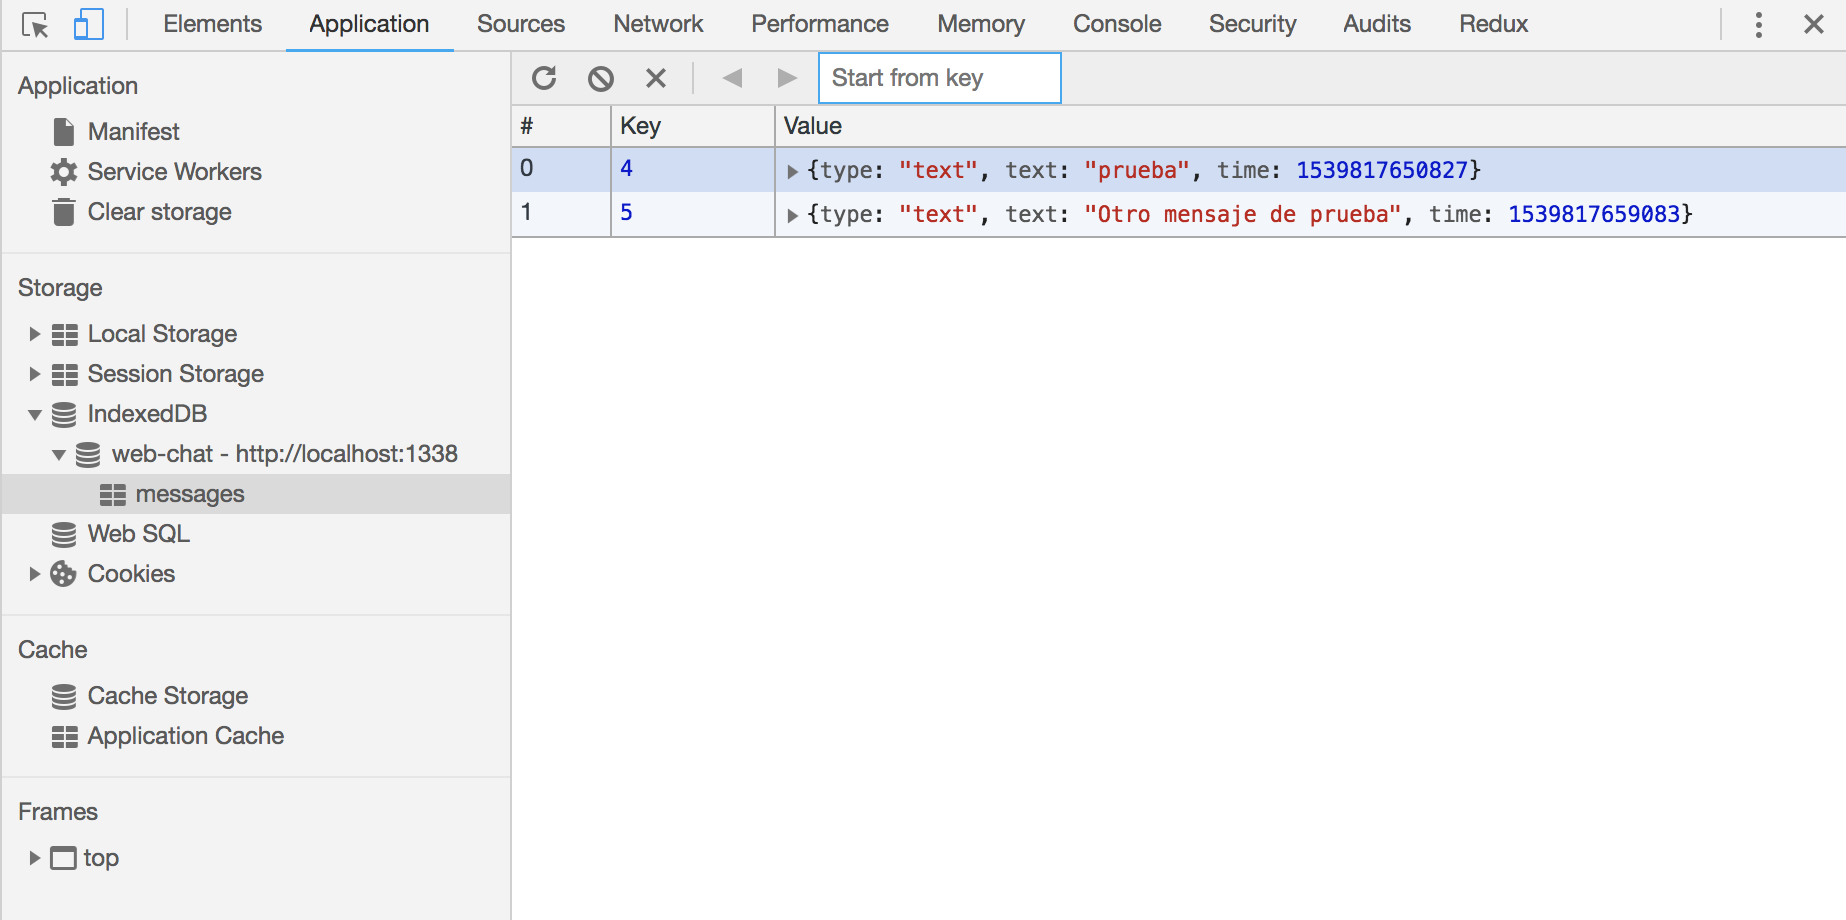 Elements Application Sources Network Performance Memory Console Security Audits Redux
Application
Manifest
Service Workers
Clear storage
Storage
Local Storage
Session Storage
IndexedDB
web-chat - http://localhost:1338
messages
Web SQL
Cookies
Cache
Cache Storage
Application Cache
Frames
top
Start from key
# Key Value
0 4 {type: "text", text: "prueba", time: 1539817650827}
1 5 {type: "text", text: "Otro mensaje de prueba", time: 1539817659083}